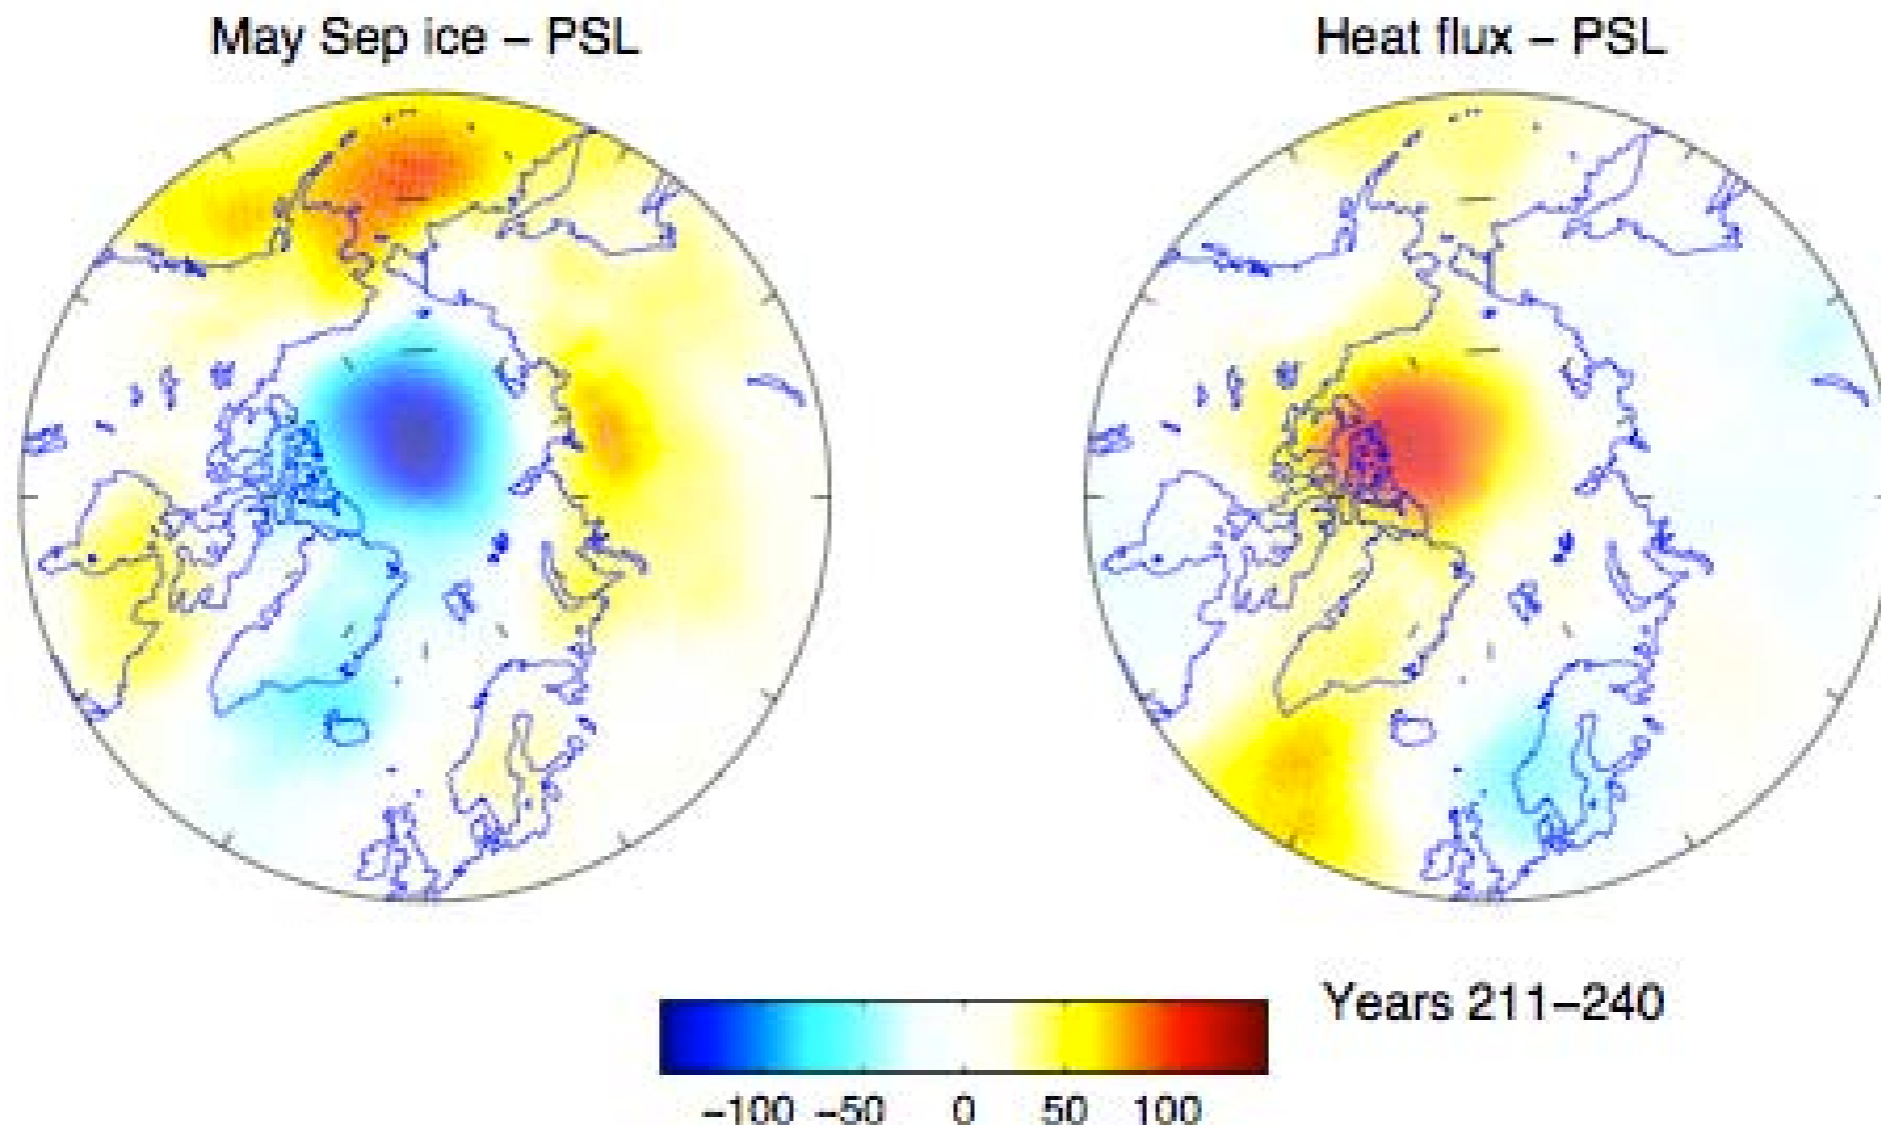 May Sep ice – PSL
Heat flux – PSL
Years 211–240
−100 −50 0 50 100